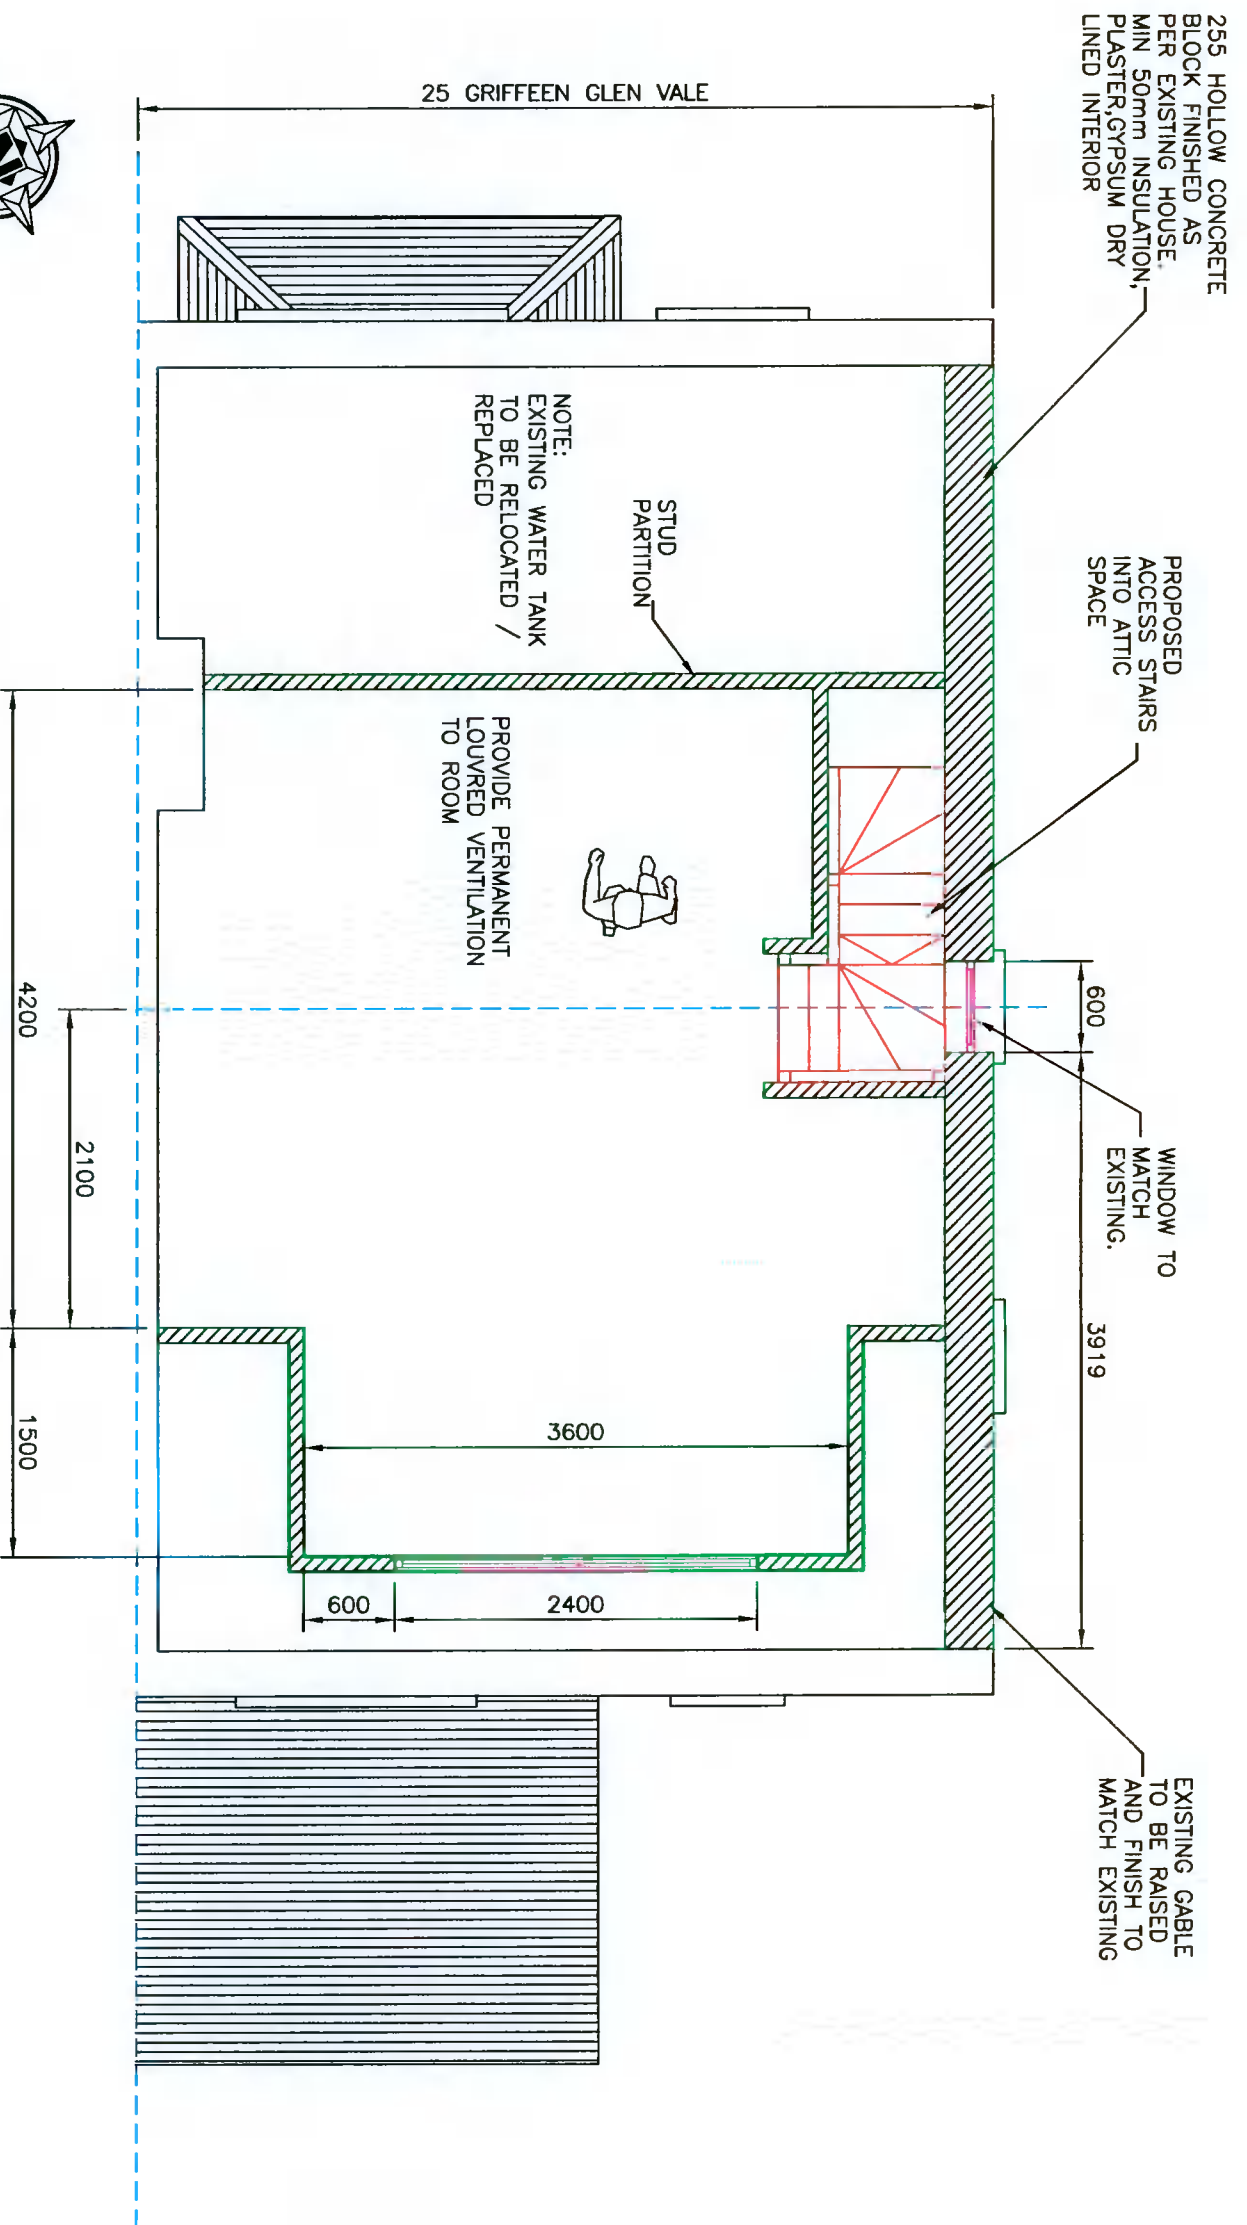 255 HOLLOW CONCRETE
BLOCK FINISHED AS
PER EXISTING HOUSE.
MIN 50mm INSULATION,
PLASTER,GYPSUM DRY
LINED INTERIOR
PROPOSED
ACCESS STAIRS
INTO ATTIC
SPACE
WINDOW TO
MATCH
EXISTING.
EXISTING GABLE
TO BE RAISED
AND FINISH TO
MATCH EXISTING
600
3919
25 GRIFFEEN GLEN VALE
STUD
PARTITION
NOTE:
EXISTING WATER TANK
TO BE RELOCATED /
REPLACED
PROVIDE PERMANENT
LOUVRED VENTILATION
TO ROOM
3600
600
2400
2100
4200
1500